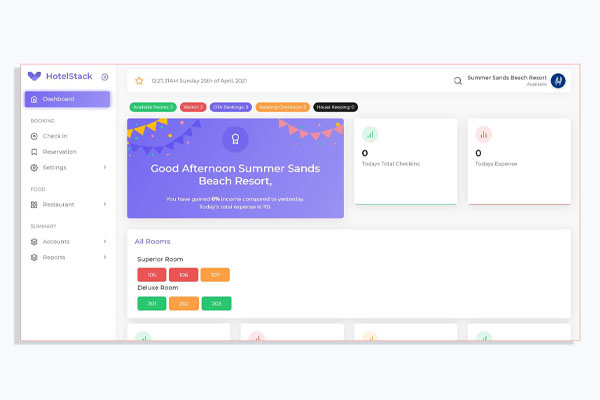 HotelStack
12:27:31AM Sunday 25th of April, 2021
Summer Sands Beach Resort
Available
Dashboard
Available Rooms: 2
Walkin: 2
OTA Bookings: 3
Awaiting Checkouts: 2
House Keeping: 0
BOOKING
Check in
Reservation
Settings
FOOD
Restaurant
SUMMARY
Accounts
Reports
Good Afternoon Summer Sands
Beach Resort,
You have gained 0% income compared to yesterday.
Today's total expense is ₹0.
0
Todays Total Checkins
0
Todays Expense
All Rooms
Superior Room
105 106 107
Deluxe Room
201 202 203